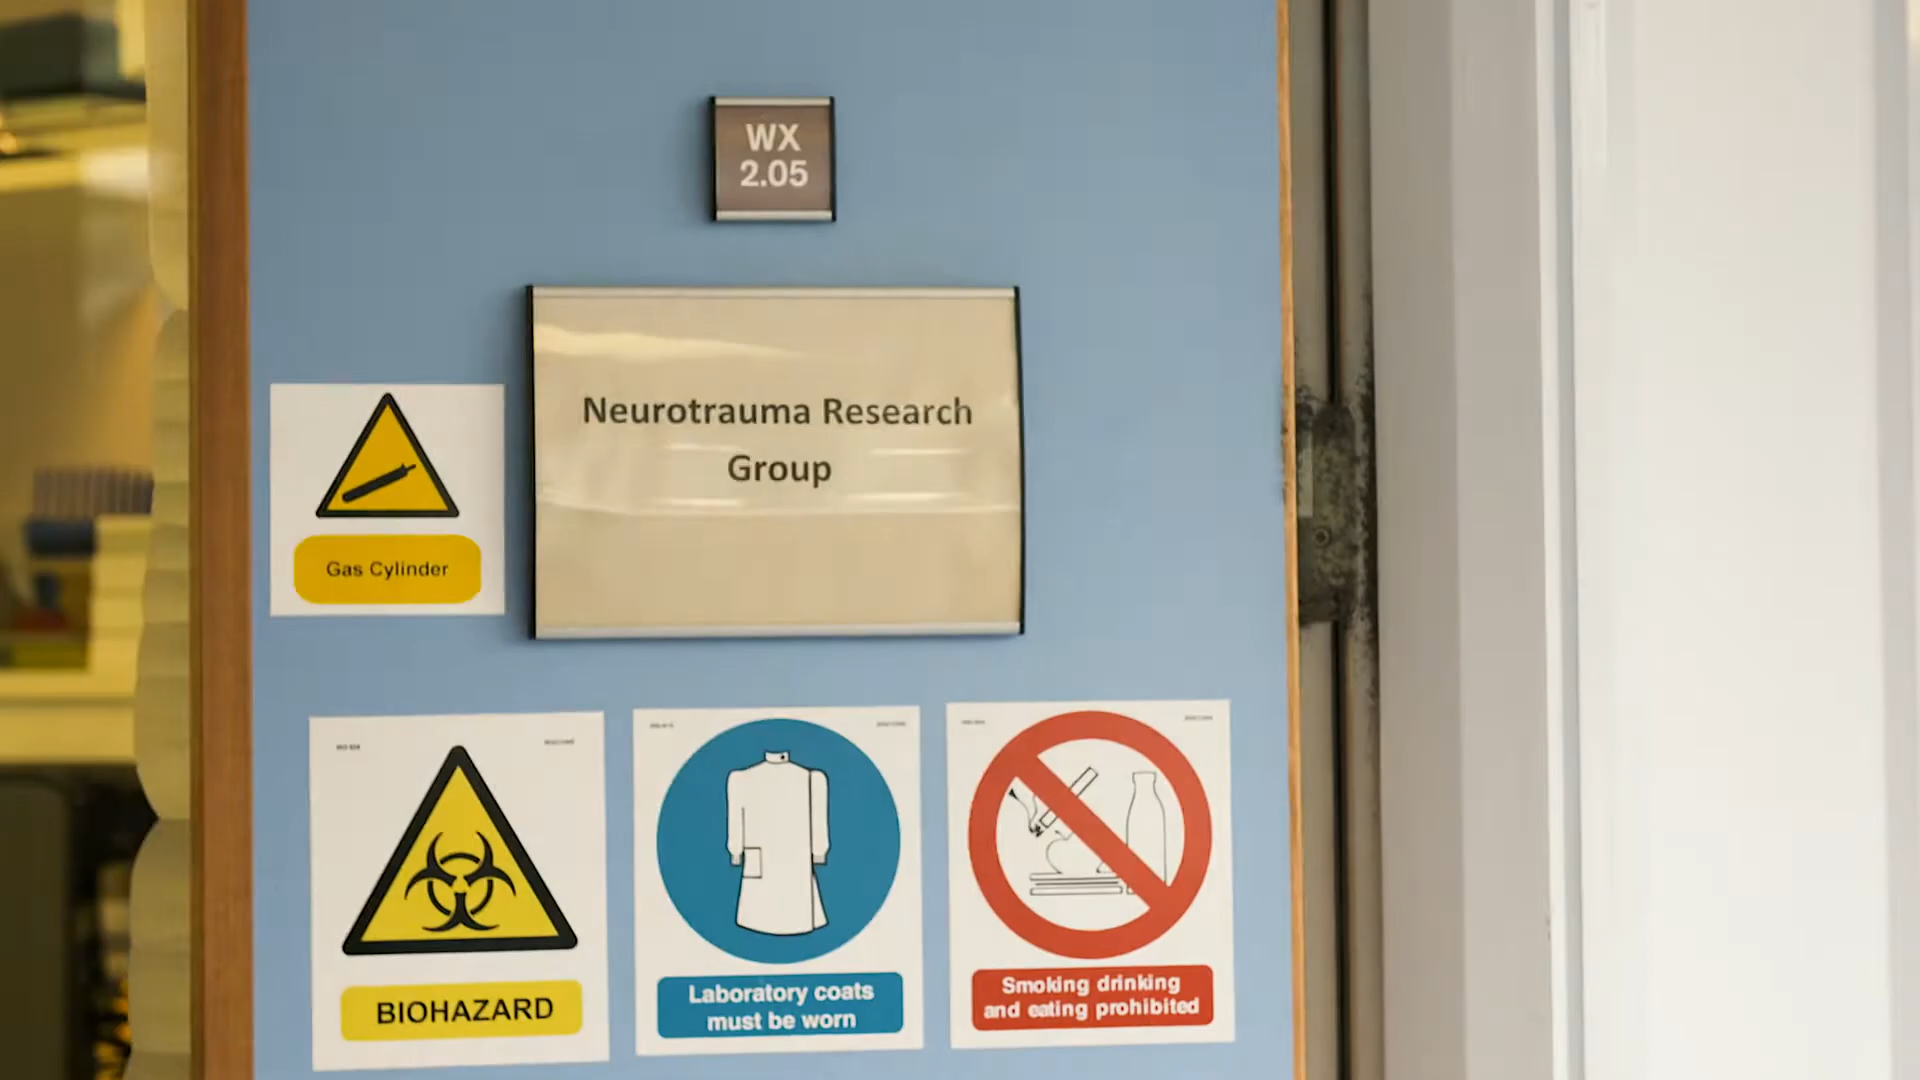 WX
2.05
Neurotrauma Research
Group
Gas Cylinder
BIOHAZARD
Laboratory coats
must be worn
Smoking drinking
and eating prohibited